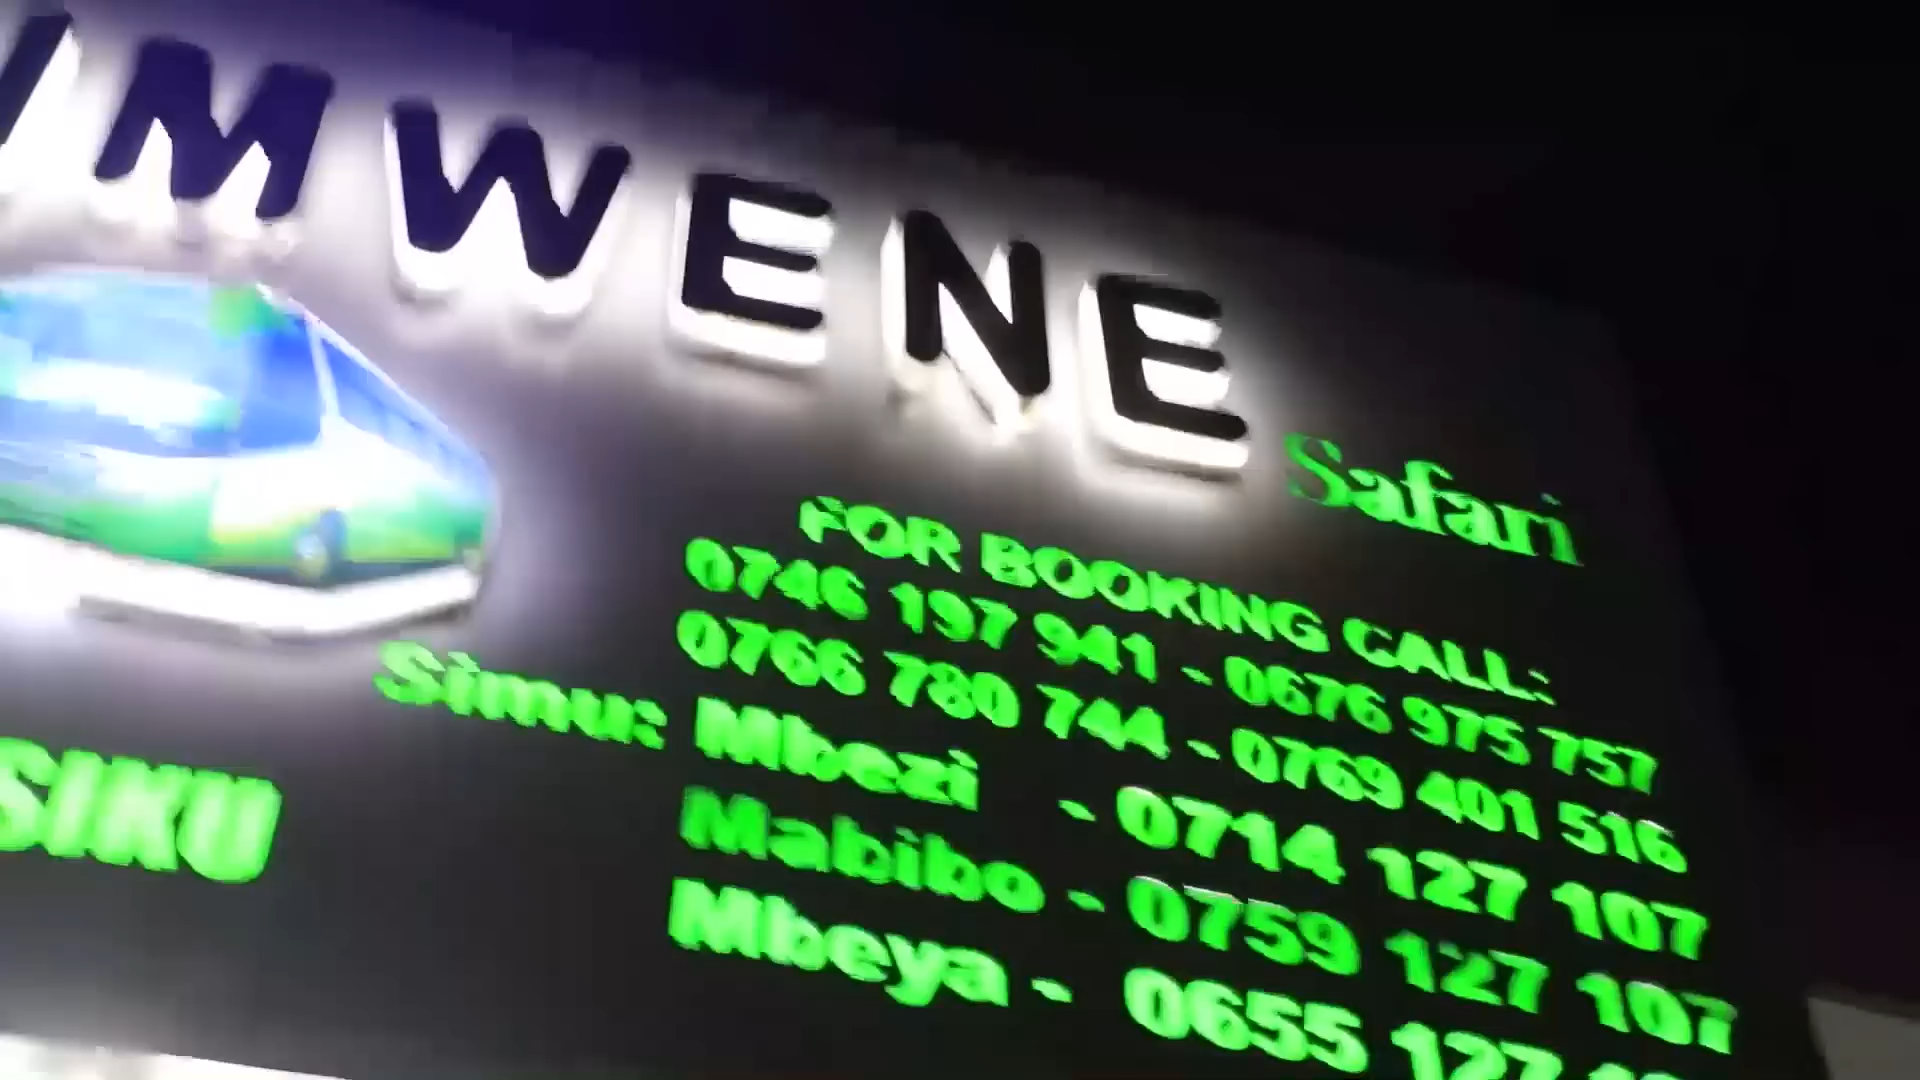 IMWENE
Safari
FOR BOOKING CALL:
0746 197 941 - 0676 975 757
0766 780 744 - 0769 401 516
Simu: Mbezi - 0714 127 107
Mabibo - 0759 127 107
Mbeya - 0655 127
SIKU